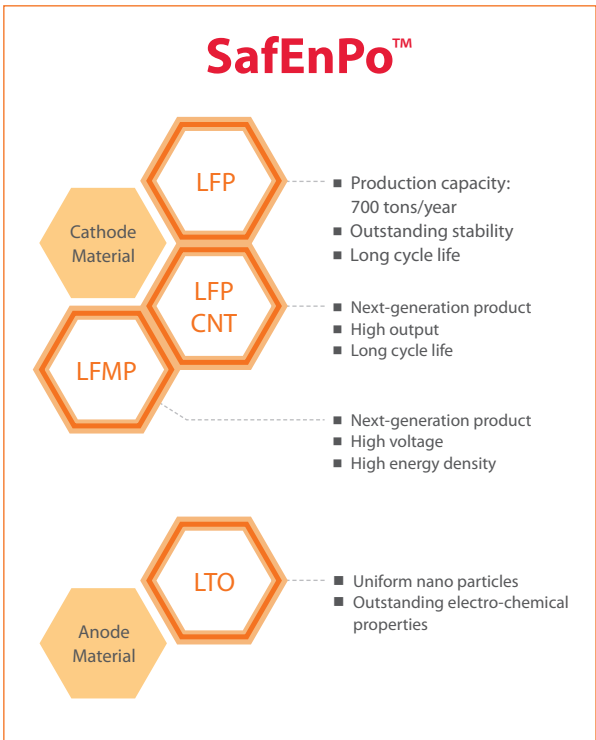 SafEnPo™
LFP
■ Production capacity:
700 tons/year
■ Outstanding stability
■ Long cycle life
Cathode
Material
LFP
CNT
■ Next-generation product
■ High output
■ Long cycle life
LFMP
■ Next-generation product
■ High voltage
■ High energy density
LTO
■ Uniform nano particles
■ Outstanding electro-chemical
properties
Anode
Material